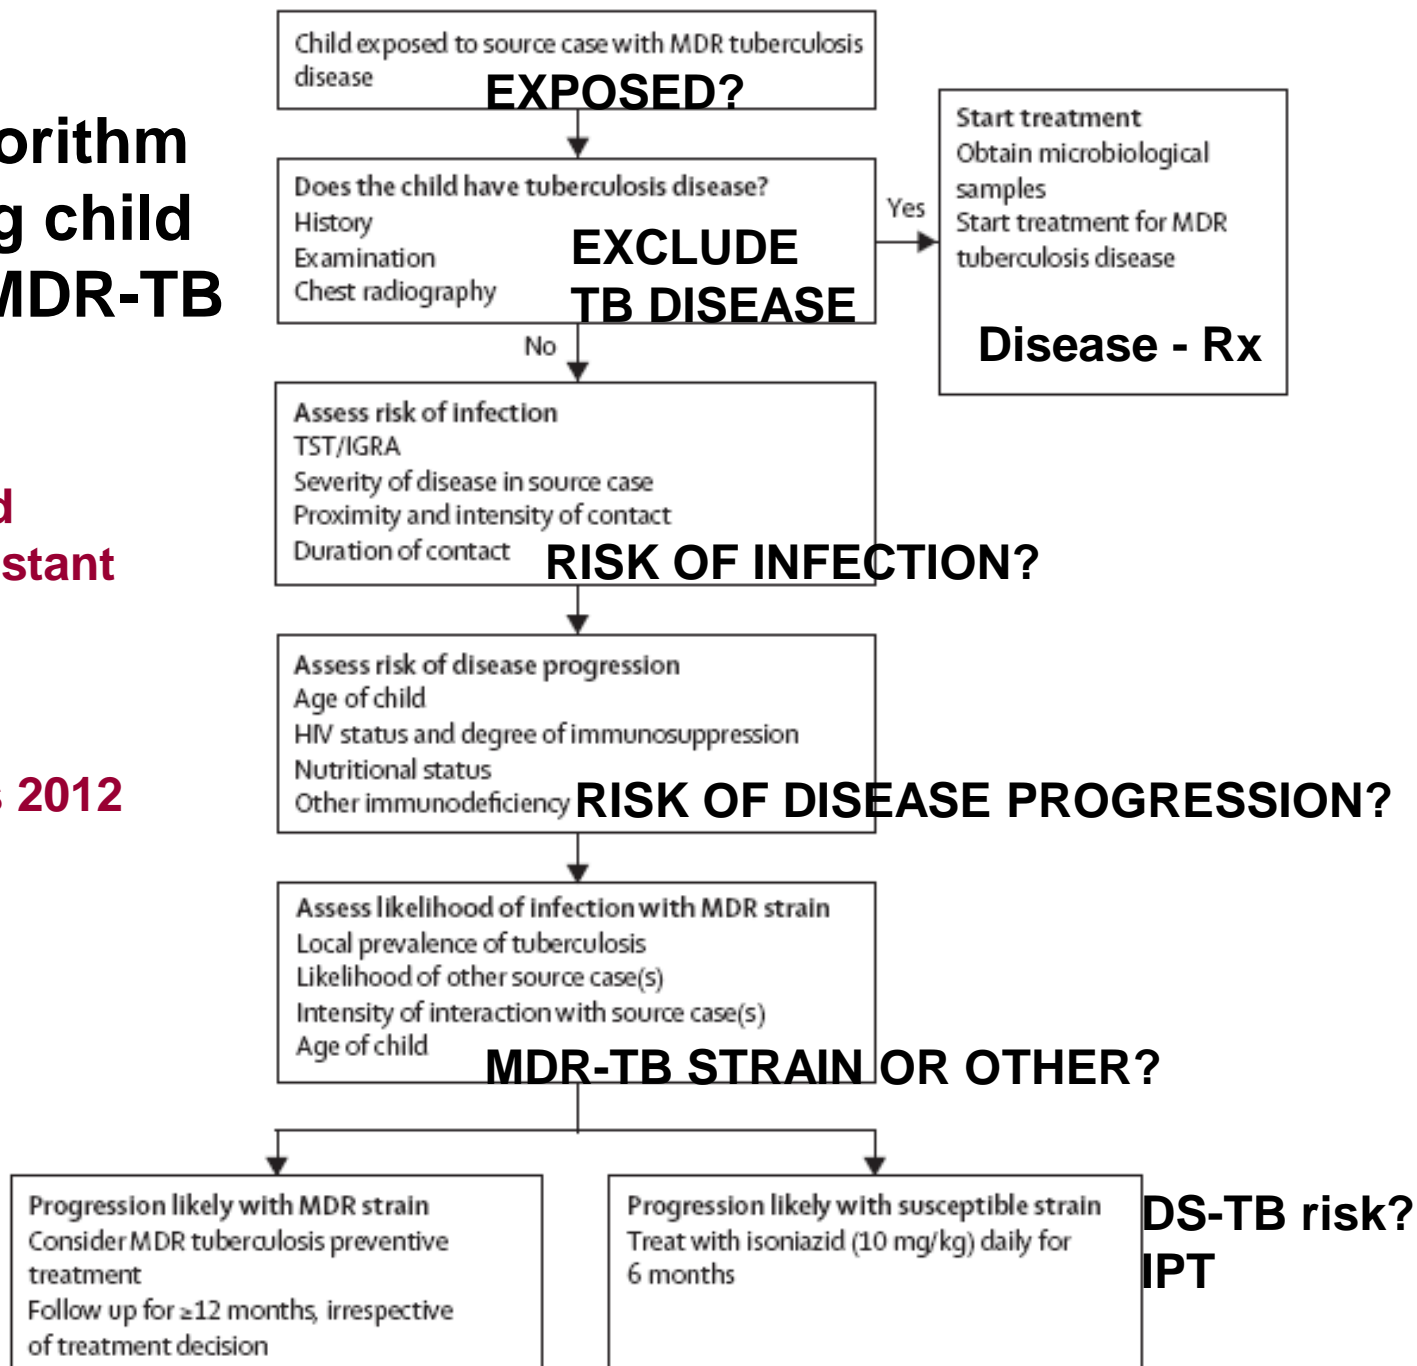 orithm
g child
MDR-TB
d
stant
s 2012
Child exposed to source case with MDR tuberculosis
disease
EXPOSED?
Does the child have tuberculosis disease?
History
Examination
Chest radiography
EXCLUDE
TB DISEASE
Yes
Start treatment
Obtain microbiological
samples
Start treatment for MDR
tuberculosis disease
Disease - Rx
No
Assess risk of infection
TST/IGRA
Severity of disease in source case
Proximity and intensity of contact
Duration of contact
RISK OF INFECTION?
Assess risk of disease progression
Age of child
HIV status and degree of immunosuppression
Nutritional status
Other immunodeficiency
RISK OF DISEASE PROGRESSION?
Assess likelihood of infection with MDR strain
Local prevalence of tuberculosis
Likelihood of other source case(s)
Intensity of interaction with source case(s)
Age of child
MDR-TB STRAIN OR OTHER?
Progression likely with MDR strain
Consider MDR tuberculosis preventive
treatment
Follow up for ≥12 months, irrespective
of treatment decision
Progression likely with susceptible strain
Treat with isoniazid (10 mg/kg) daily for
6 months
DS-TB risk?
IPT